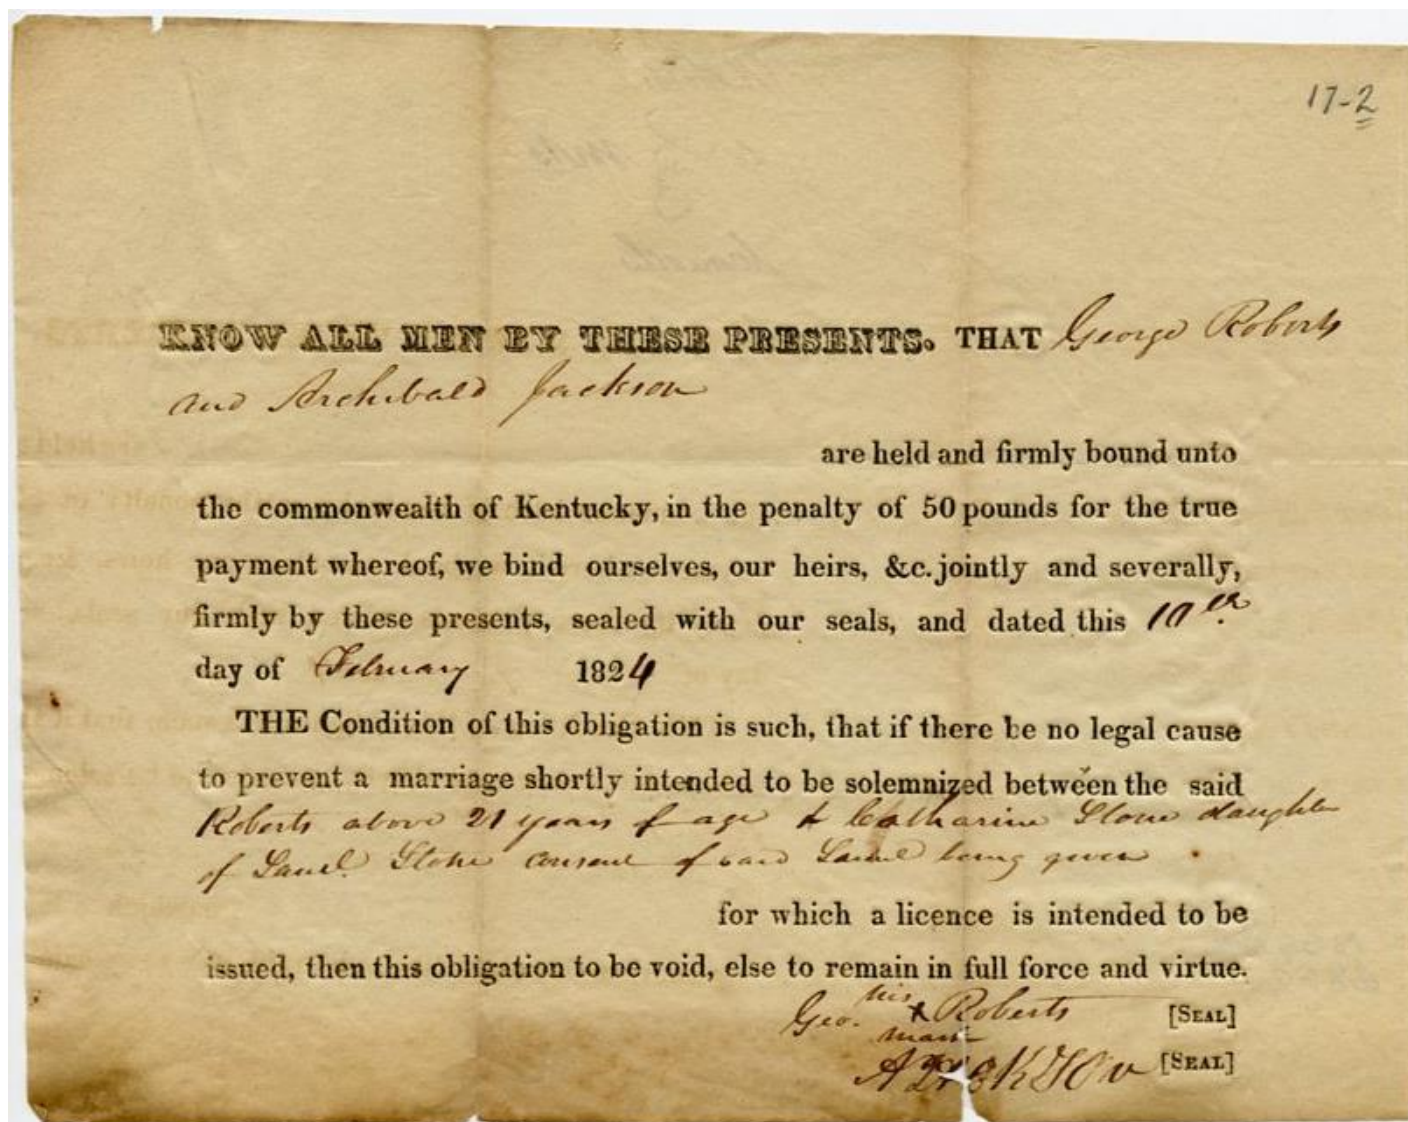 17-2
KNOW ALL MEN BY THESE PRESENTS. THAT George Roberts
and Archibald Jackson
are held and firmly bound unto
the commonwealth of Kentucky, in the penalty of 50 pounds for the true
payment whereof, we bind ourselves, our heirs, &c. jointly and severally,
firmly by these presents, sealed with our seals, and dated this 10th
day of February 1824
THE Condition of this obligation is such, that if there be no legal cause
to prevent a marriage shortly intended to be solemnized between the said
Roberts above 21 years of age & Catharine Stone daughter
of Saml. Stone consent of said Saml being given
for which a licence is intended to be
issued, then this obligation to be void, else to remain in full force and virtue.
his
Geo. x Roberts [SEAL]
mark
[SEAL]